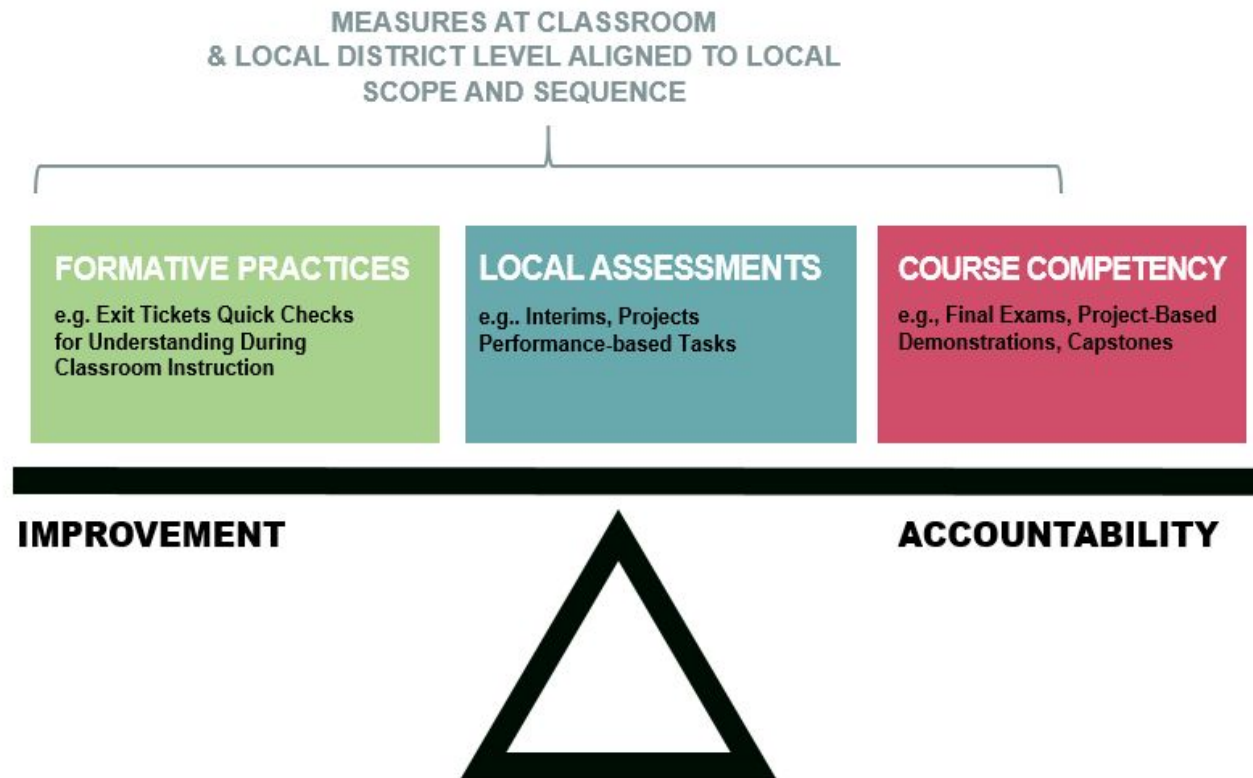 MEASURES AT CLASSROOM
& LOCAL DISTRICT LEVEL ALIGNED TO LOCAL
SCOPE AND SEQUENCE
FORMATIVE PRACTICES
e.g. Exit Tickets Quick Checks
for Understanding During
Classroom Instruction
LOCAL ASSESSMENTS
e.g.. Interims, Projects
Performance-based Tasks
COURSE COMPETENCY
e.g., Final Exams, Project-Based
Demonstrations, Capstones
IMPROVEMENT
ACCOUNTABILITY